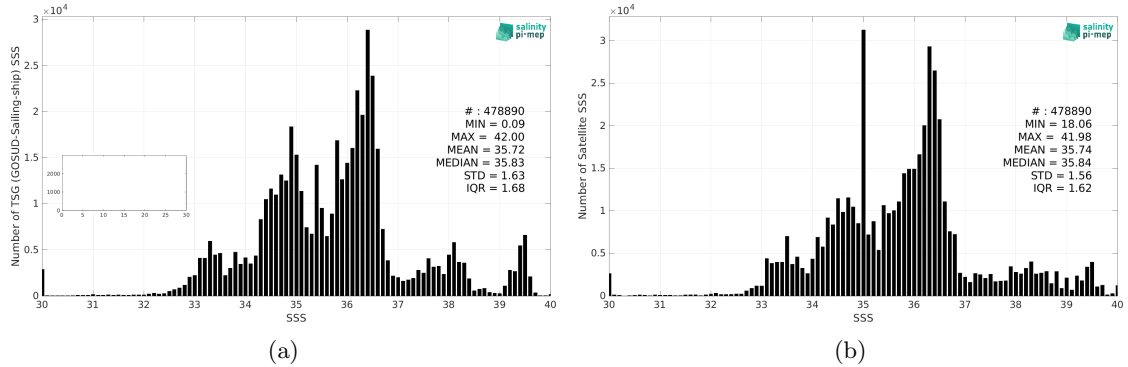 ×10⁴
3
2.5
2
1.5
1
0.5
0
Number of TSG (GOSUD-Sailing-ship) SSS
salinity
pi-mep
# : 478890
MIN = 0.09
MAX = 42.00
MEAN = 35.72
MEDIAN = 35.83
STD = 1.63
IQR = 1.68
2000
1000
0
0 5 10 15 20 25 30
30 31 32 33 34 35 36 37 38 39 40
SSS
(a)
×10⁴
3
2.5
2
1.5
1
0.5
0
Number of Satellite SSS
salinity
pi-mep
# : 478890
MIN = 18.06
MAX = 41.98
MEAN = 35.74
MEDIAN = 35.84
STD = 1.56
IQR = 1.62
30 31 32 33 34 35 36 37 38 39 40
SSS
(b)